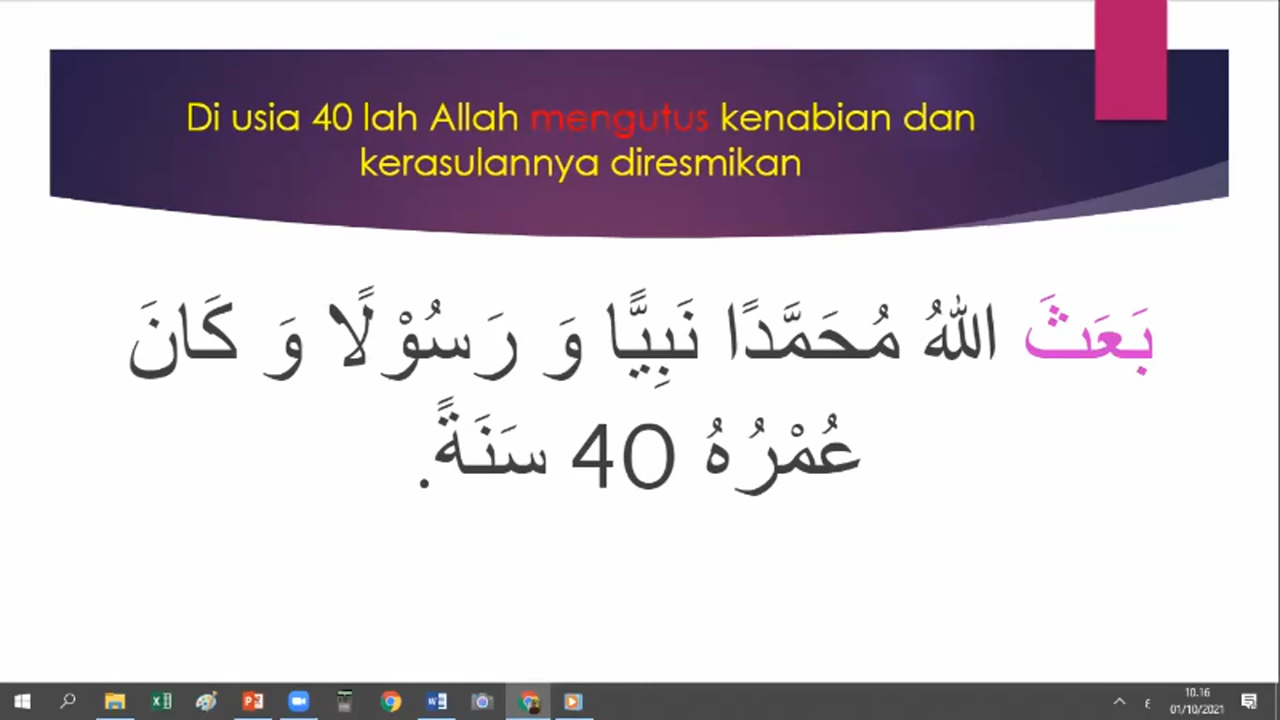 Di usia 40 lah Allah mengutus kenabian dan
kerasulannya diresmikan
بَعَثَ اللهُ مُحَمَّدًا نَبِيًّا وَ رَسُوْلًا وَ كَانَ
عُمْرُهُ 40 سَنَةً.
10.16
01/10/2021
ع